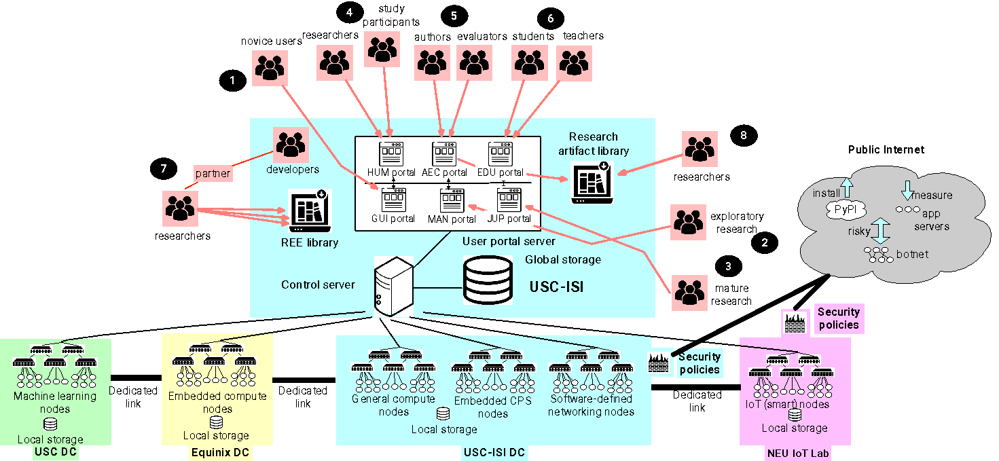 4
study
participants
5
6
researchers
authors
evaluators
students
teachers
novice users
1
Research
artifact library
8
researchers
Public Internet
7
partner
developers
HUM portal
AEC portal
EDU portal
install
PyPI
measure
app
servers
risky
botnet
researchers
REE library
GUI portal
MAN portal
JUP portal
User portal server
exploratory
research
2
Global storage
Control server
USC-ISI
3
mature
research
Security
policies
Security
policies
Machine learning
nodes
Local storage
USC DC
Dedicated
link
Embedded compute
nodes
Local storage
Equinix DC
Dedicated
link
General compute
nodes
Embedded CPS
nodes
Software-defined
networking nodes
Local storage
USC-ISI DC
Dedicated
link
IoT (smart) nodes
Local storage
NEU IoT Lab